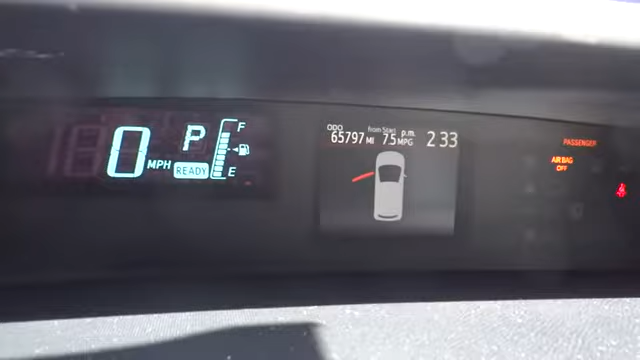 0 MPH
P
READY
F
E
ODO
65797 MI
from Start
75 MPG
p.m.
2 33
PASSENGER
AIR BAG
OFF